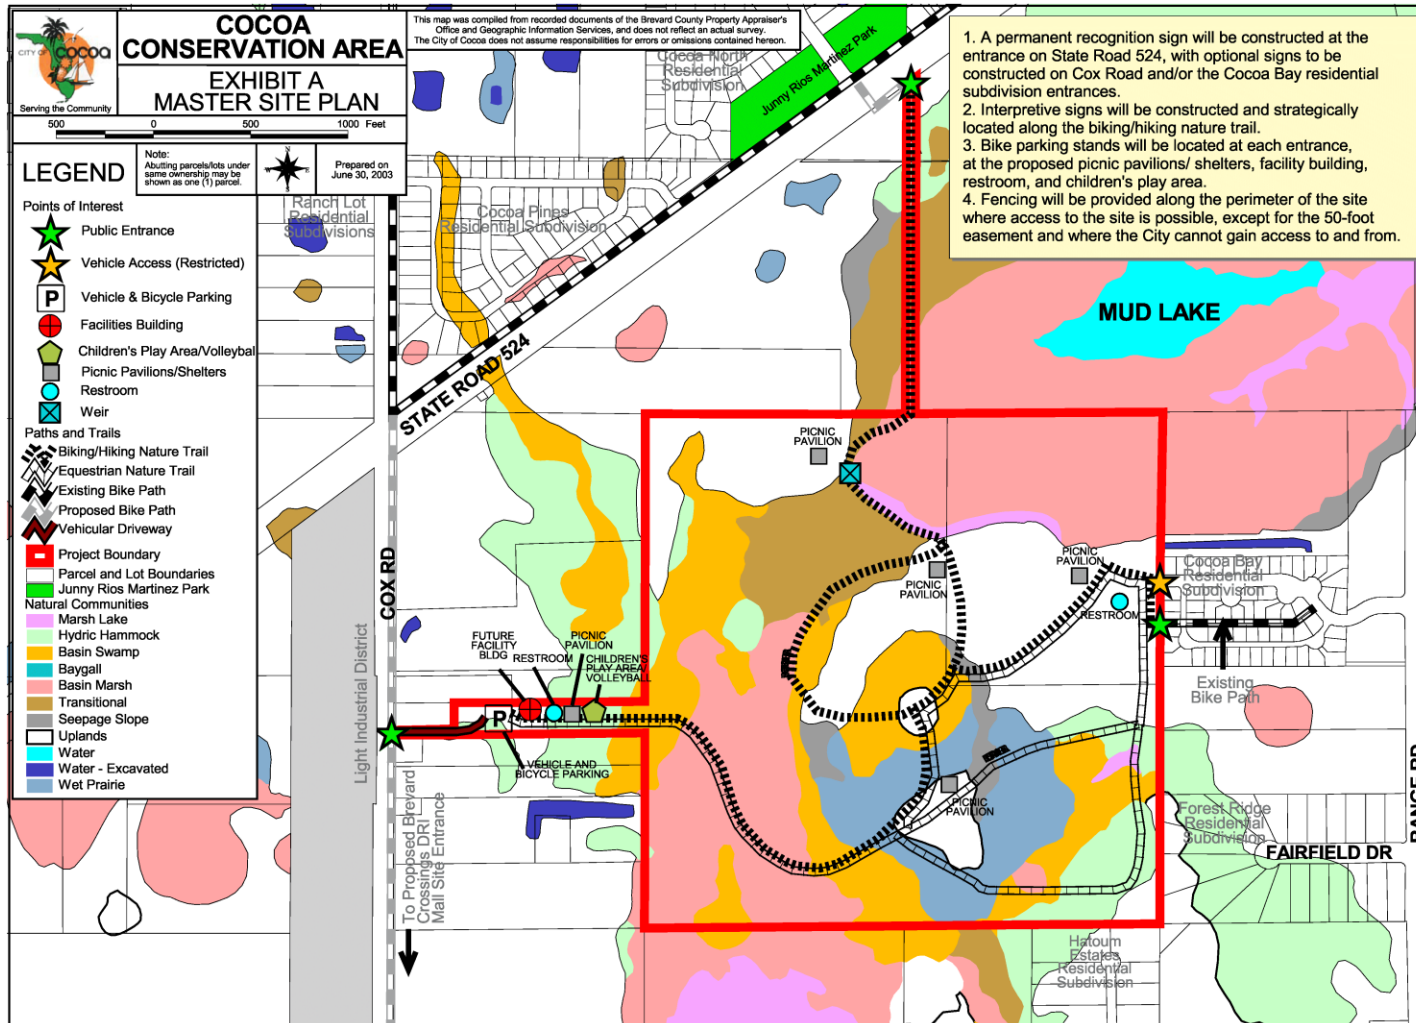 CITY OF
COCOA
Serving the Community
COCOA
CONSERVATION AREA
EXHIBIT A
MASTER SITE PLAN
This map was compiled from recorded documents of the Brevard County Property Appraiser's
Office and Geographic Information Services, and does not reflect an actual survey.
The City of Cocoa does not assume responsibilities for errors or omissions contained hereon.
500 0 500 1000 Feet
LEGEND
Note:
Abutting parcels/lots under
same ownership may be
shown as one (1) parcel.
N
W E
S
Prepared on
June 30, 2003
Points of Interest
Public Entrance
Vehicle Access (Restricted)
P Vehicle & Bicycle Parking
Facilities Building
Children's Play Area/Volleybal
Picnic Pavilions/Shelters
Restroom
Weir
Paths and Trails
Biking/Hiking Nature Trail
Equestrian Nature Trail
Existing Bike Path
Proposed Bike Path
Vehicular Driveway
Project Boundary
Parcel and Lot Boundaries
Junny Rios Martinez Park
Natural Communities
Marsh Lake
Hydric Hammock
Basin Swamp
Baygall
Basin Marsh
Transitional
Seepage Slope
Uplands
Water
Water - Excavated
Wet Prairie
1. A permanent recognition sign will be constructed at the
entrance on State Road 524, with optional signs to be
constructed on Cox Road and/or the Cocoa Bay residential
subdivision entrances.
2. Interpretive signs will be constructed and strategically
located along the biking/hiking nature trail.
3. Bike parking stands will be located at each entrance,
at the proposed picnic pavilions/ shelters, facility building,
restroom, and children's play area.
4. Fencing will be provided along the perimeter of the site
where access to the site is possible, except for the 50-foot
easement and where the City cannot gain access to and from.
Cocoa North
Residential
Subdivision
Junny Rios Martinez Park
Ranch Lot
Residential
Subdivisions
Cocoa Pines
Residential Subdivision
MUD LAKE
STATE ROAD 524
PICNIC
PAVILION
COX RD
PICNIC
PAVILION
PICNIC
PAVILION
Cocoa Bay
Residential
Subdivision
RESTROOM
Light Industrial District
FUTURE
FACILITY
BLDG
RESTROOM
PICNIC
PAVILION
CHILDREN'S
PLAY AREA/
VOLLEYBALL
P
VEHICLE AND
BICYCLE PARKING
Existing
Bike Path
PICNIC
PAVILION
To Proposed Brevard
Crossings DRI
Mall Site Entrance
Forest Ridge
Residential
Subdivision
FAIRFIELD DR
RANGE RD
Hatoum
Estates
Residential
Subdivision